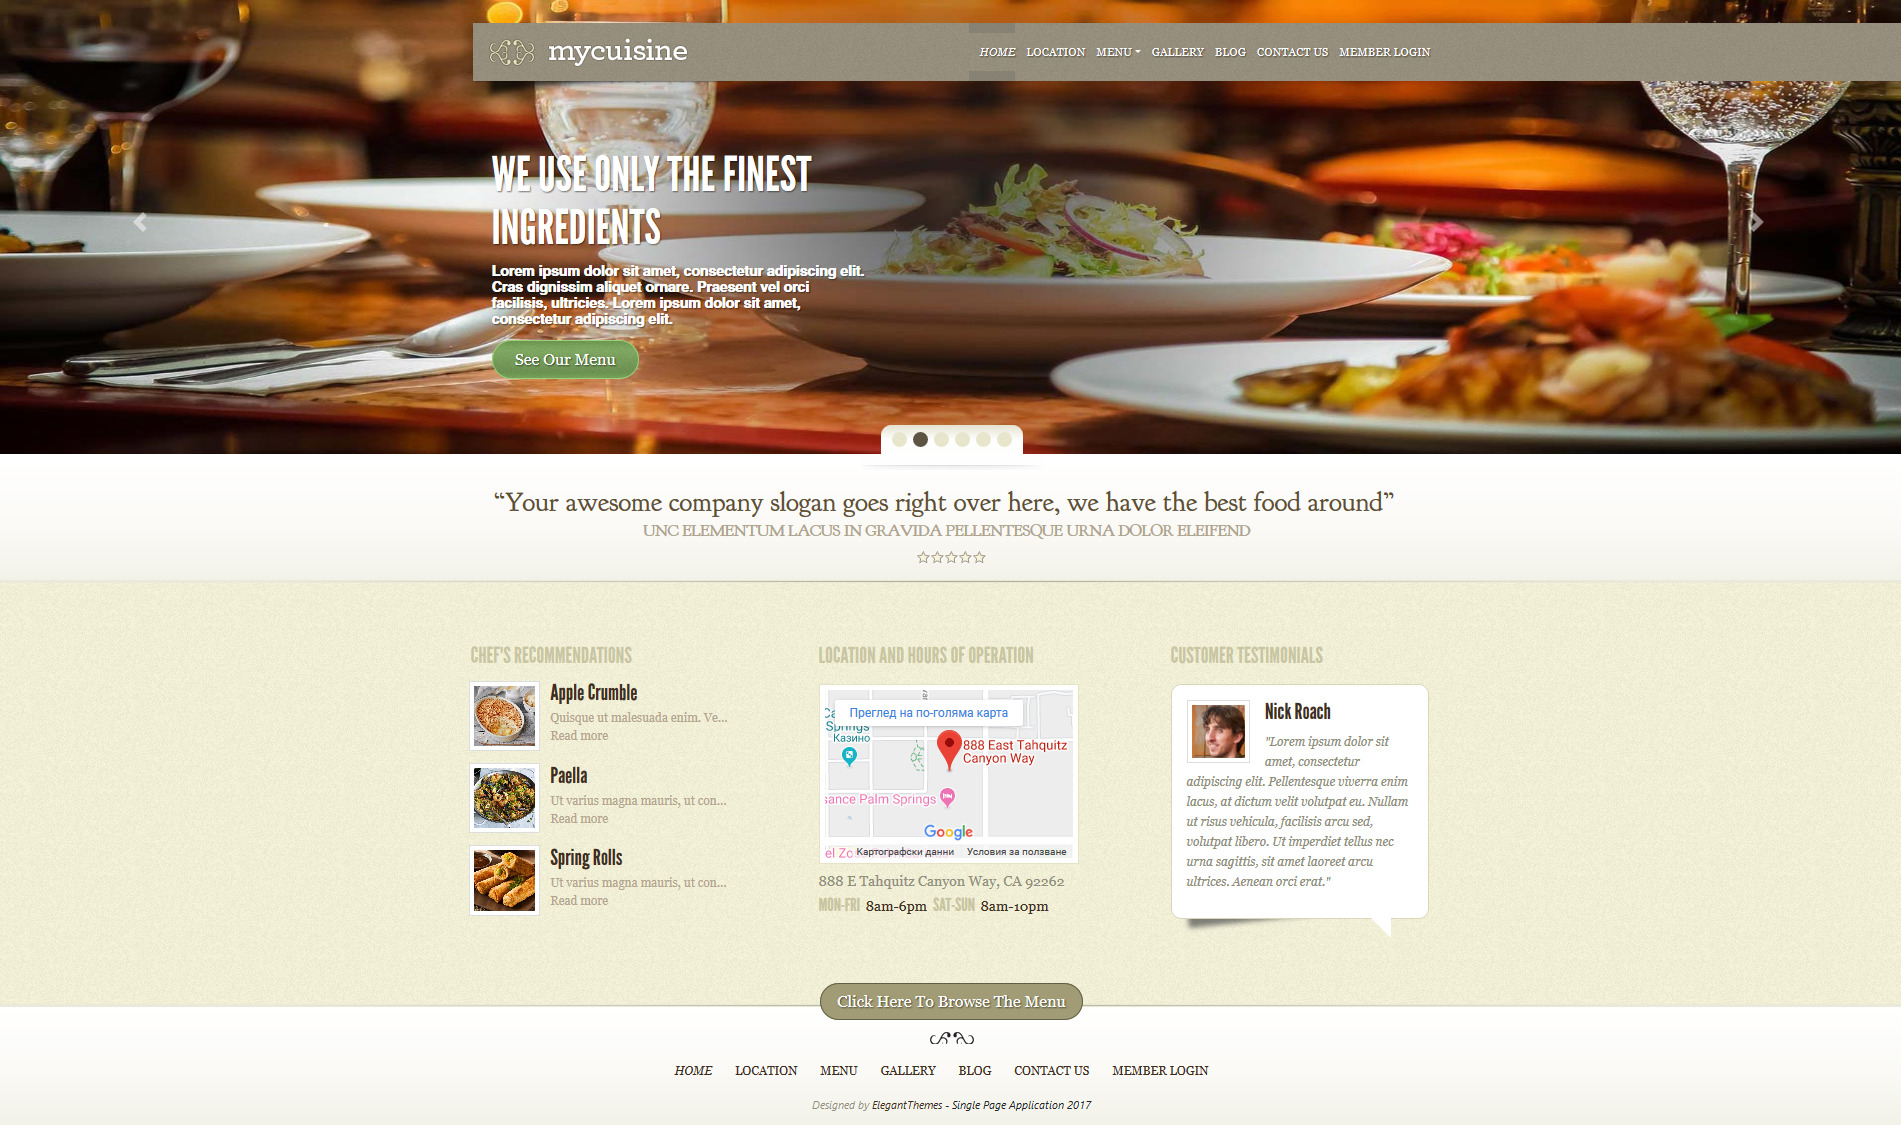 mycuisine
HOME LOCATION MENU GALLERY BLOG CONTACT US MEMBER LOGIN
WE USE ONLY THE FINEST
INGREDIENTS
Lorem ipsum dolor sit amet, consectetur adipiscing elit.
Cras dignissim aliquet ornare. Praesent vel orci
facilisis, ultricies. Lorem ipsum dolor sit amet,
consectetur adipiscing elit.
See Our Menu
“Your awesome company slogan goes right over here, we have the best food around”
UNC ELEMENTUM LACUS IN GRAVIDA PELLENTESQUE URNA DOLOR ELEIFEND
CHEF'S RECOMMENDATIONS
Apple Crumble
Quisque ut malesuada enim. Ve...
Read more
Paella
Ut varius magna mauris, ut con...
Read more
Spring Rolls
Ut varius magna mauris, ut con...
Read more
LOCATION AND HOURS OF OPERATION
Преглед на по-голяма карта
Springs
Казино
888 East Tahquitz
Canyon Way
sance Palm Springs
Google
el Zo
Картографски данни Условия за ползване
888 E Tahquitz Canyon Way, CA 92262
MON-FRI 8am-6pm SAT-SUN 8am-10pm
CUSTOMER TESTIMONIALS
Nick Roach
"Lorem ipsum dolor sit
amet, consectetur
adipiscing elit. Pellentesque viverra enim
lacus, at dictum velit volutpat eu. Nullam
ut risus vehicula, facilisis arcu sed,
volutpat libero. Ut imperdiet tellus nec
urna sagittis, sit amet laoreet arcu
ultrices. Aenean orci erat."
Click Here To Browse The Menu
HOME LOCATION MENU GALLERY BLOG CONTACT US MEMBER LOGIN
Designed by ElegantThemes - Single Page Application 2017